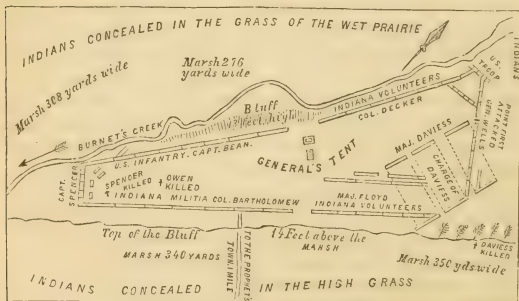 INDIANS CONCEALED IN THE GRASS OF THE WET PRAIRIE
INDIANS
Marsh 308 yards wide
Marsh 276
yards wide
U.S.
TROOP
BURNET'S CREEK
Bluff
feet high
INDIANA VOLUNTEERS
COL. DECKER
POINT FIRST
ATTACKED
GEN. WELLS
U.S. INFANTRY. CAPT. BEAN.
GENERAL'S TENT
MAJ. DAVIESS
CHARGE OF
DAVIESS
CAPT.
SPENCER
SPENCER
KILLED
OWEN
KILLED
INDIANA MILITIA COL. BARTHOLOMEW
MAJ. FLOYD
INDIANA VOLUNTEERS
DAVIESS
KILLED
Top of the Bluff
14 Feet above the
MARSH
MARSH 340 YARDS
TO THE PROPHET'S
TOWN. 1 MILE
Marsh 350 yds wide
INDIANS CONCEALED IN THE HIGH GRASS